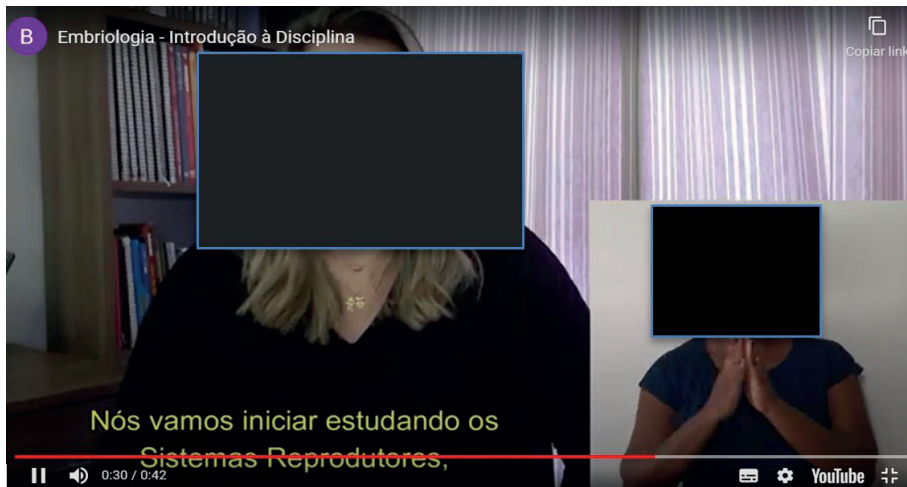 B
Embriologia - Introdução à Disciplina
Copiar link
Nós vamos iniciar estudando os
Sistemas Reprodutores,
0:30 / 0:42
YouTube